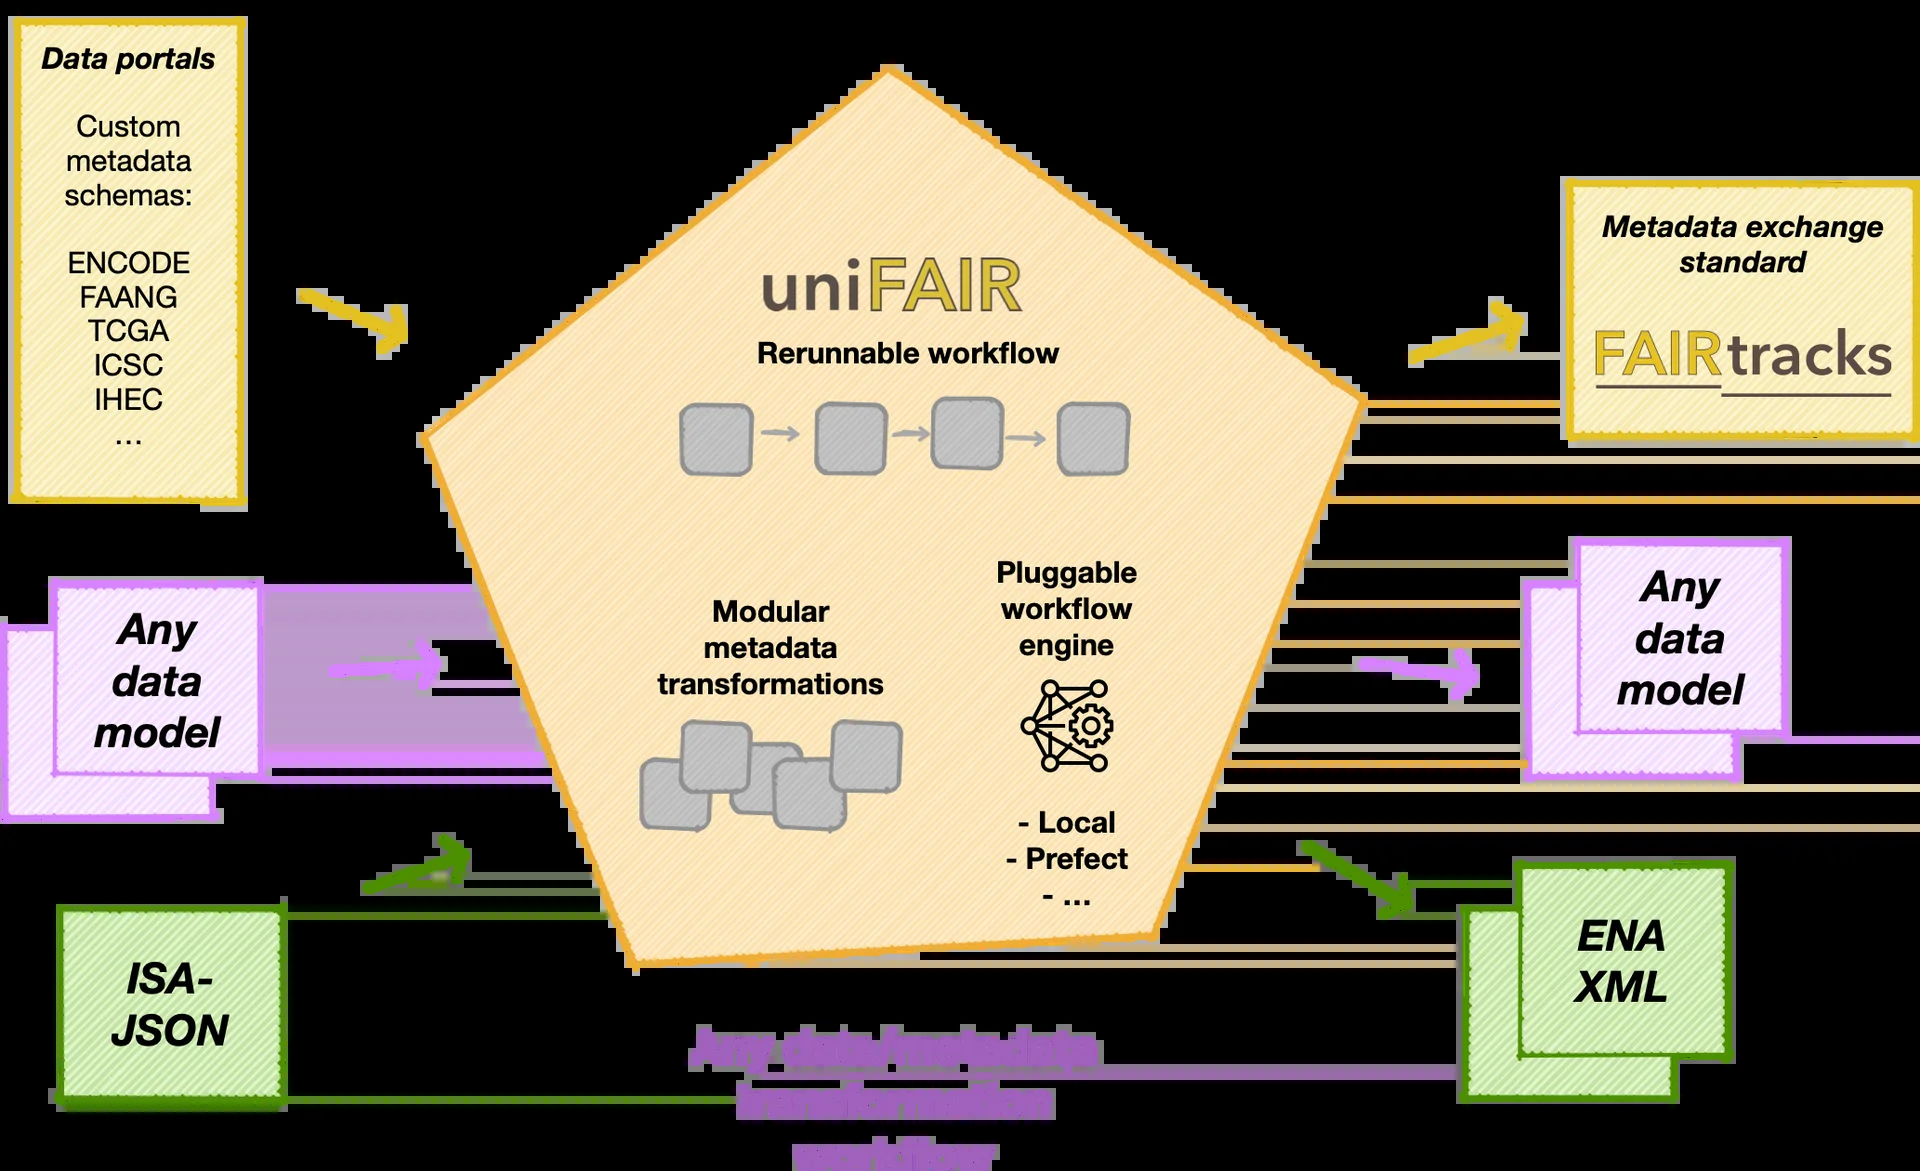 Data portals
Custom
metadata
schemas:
ENCODE
FAANG
TCGA
ICSC
IHEC
...
uniFAIR
Rerunnable workflow
Modular
metadata
transformations
Pluggable
workflow
engine
- Local
- Prefect
- ...
Metadata exchange
standard
FAIRtracks
Any
data
model
Any
data
model
ISA-
JSON
ENA
XML
Any data/metadata
transformation
workflow